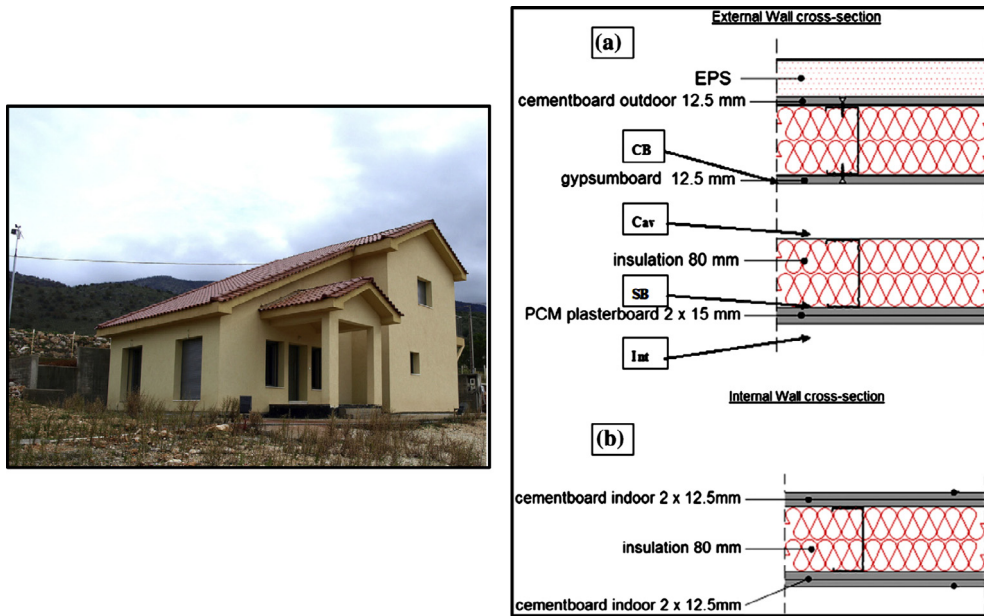 External Wall cross-section
(a)
EPS
cementboard outdoor 12.5 mm
CB
gypsumboard 12.5 mm
Cav
insulation 80 mm
SB
PCM plasterboard 2 x 15 mm
Int
Internal Wall cross-section
(b)
cementboard indoor 2 x 12.5mm
insulation 80 mm
cementboard indoor 2 x 12.5mm